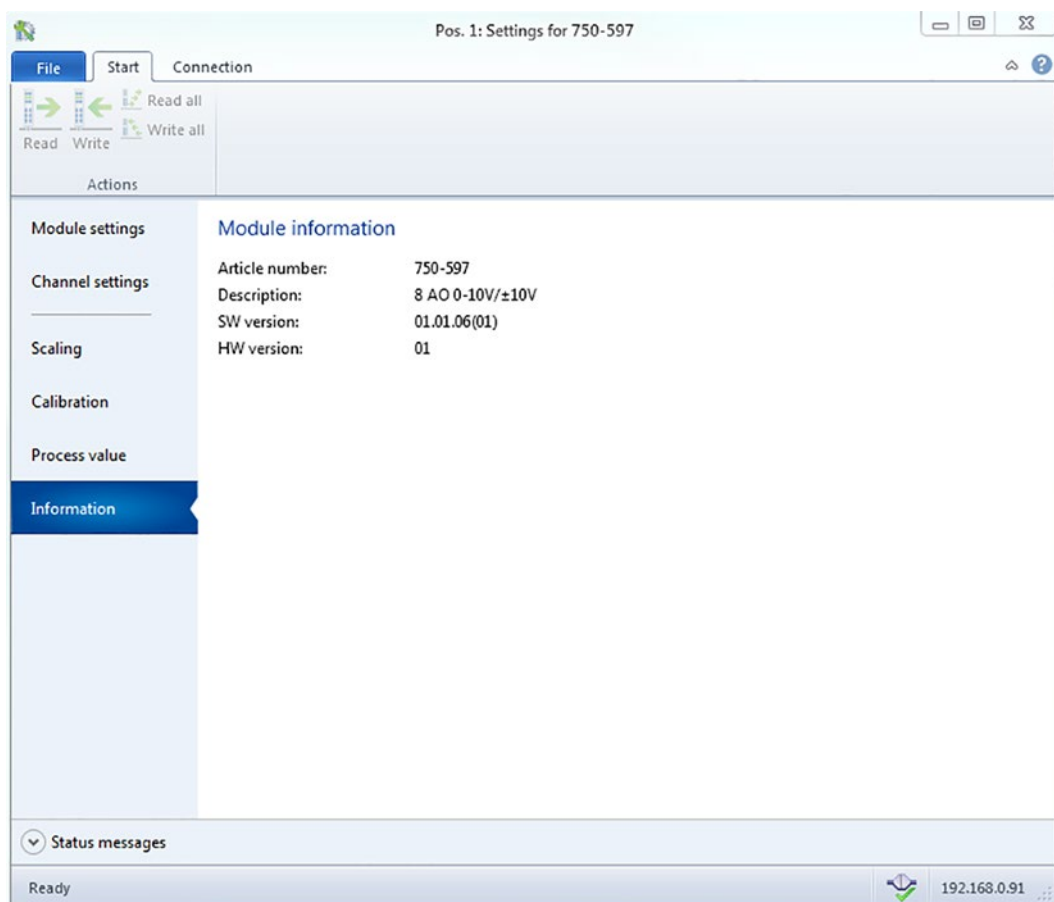 Pos. 1: Settings for 750-597
File Start Connection
Read all
Write all
Read Write
Actions
Module settings
Channel settings
Scaling
Calibration
Process value
Information
Module information
Article number: 750-597
Description: 8 AO 0-10V/±10V
SW version: 01.01.06(01)
HW version: 01
Status messages
Ready 192.168.0.91